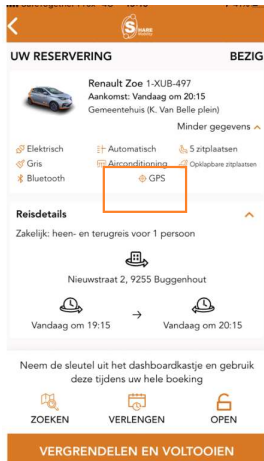 SHARE
UW RESERVERING BEZIG
Renault Zoe 1-XUB-497
Aankomst: Vandaag om 20:15
Gemeentehuis (K. Van Belle plein)
Minder gegevens
Elektrisch Automatisch 5 zitplaatsen
Gris Airconditioning Opklapbare zitplaatsen
Bluetooth GPS
Reisdetails
Zakelijk: heen- en terugreis voor 1 persoon
Nieuwstraat 2, 9255 Buggenhout
Vandaag om 19:15 → Vandaag om 20:15
Neem de sleutel uit het dashboardkastje en gebruik
deze tijdens uw hele boeking
ZOEKEN VERLENGEN OPEN
VERGRENDELEN EN VOLTOOIEN